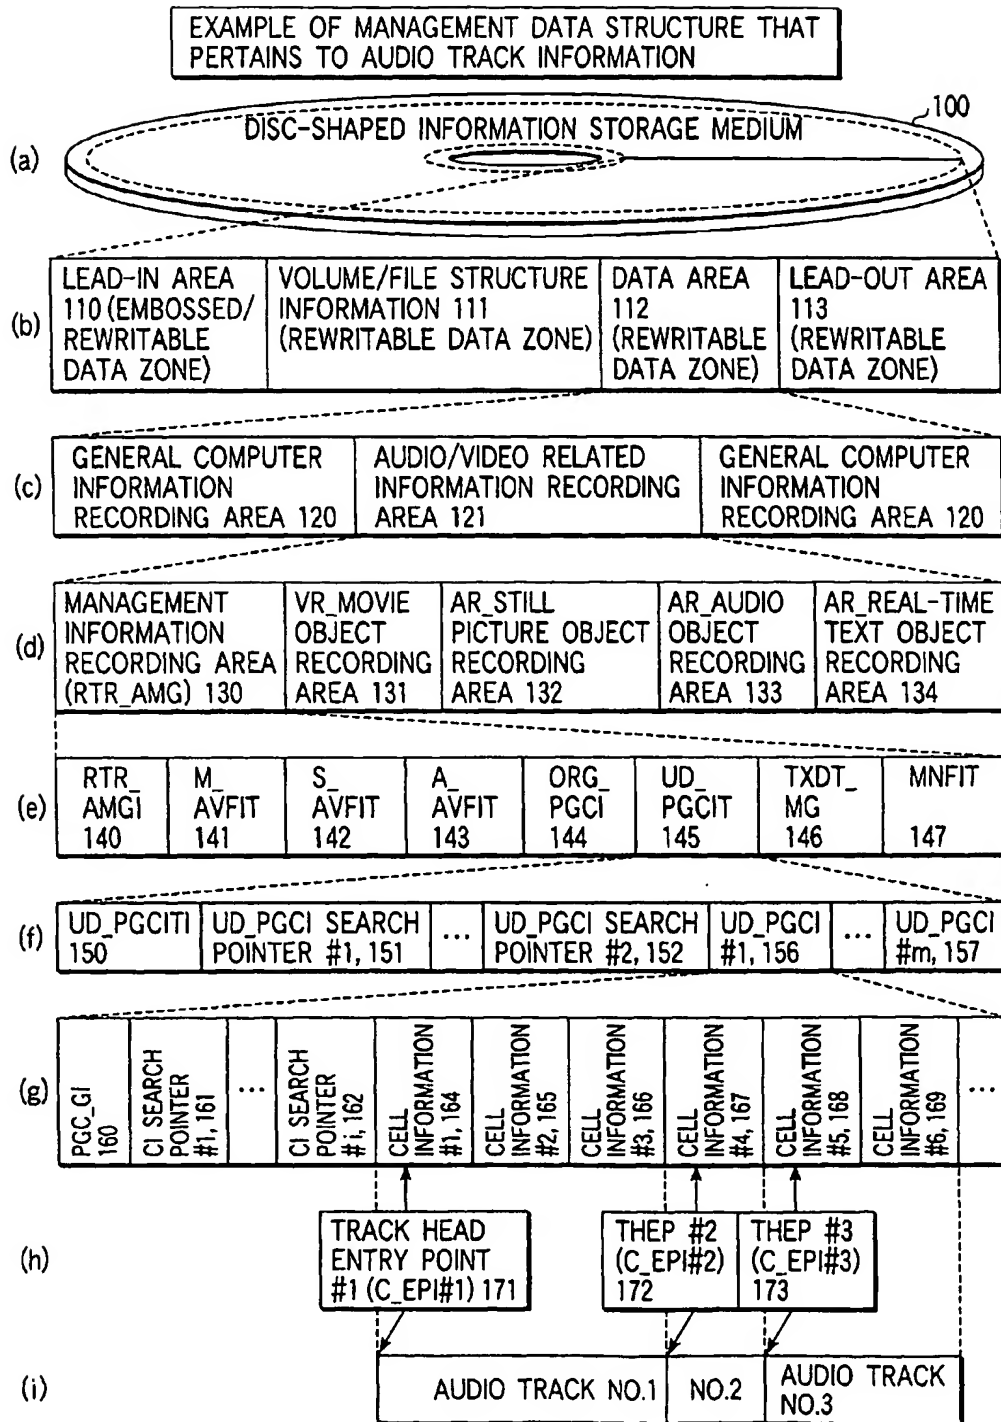 EXAMPLE OF MANAGEMENT DATA STRUCTURE THAT
PERTAINS TO AUDIO TRACK INFORMATION
100
DISC-SHAPED INFORMATION STORAGE MEDIUM
(a)
(b)
LEAD-IN AREA
110 (EMBOSSED/
REWRITABLE
DATA ZONE)
VOLUME/FILE STRUCTURE
INFORMATION 111
(REWRITABLE DATA ZONE)
DATA AREA
112
(REWRITABLE
DATA ZONE)
LEAD-OUT AREA
113
(REWRITABLE
DATA ZONE)
(c)
GENERAL COMPUTER
INFORMATION
RECORDING AREA 120
AUDIO/VIDEO RELATED
INFORMATION RECORDING
AREA 121
GENERAL COMPUTER
INFORMATION
RECORDING AREA 120
(d)
MANAGEMENT
INFORMATION
RECORDING AREA
(RTR_AMG) 130
VR_MOVIE
OBJECT
RECORDING
AREA 131
AR_STILL
PICTURE OBJECT
RECORDING
AREA 132
AR_AUDIO
OBJECT
RECORDING
AREA 133
AR_REAL-TIME
TEXT OBJECT
RECORDING
AREA 134
(e)
RTR_
AMGI
140
M_
AVFIT
141
S_
AVFIT
142
A_
AVFIT
143
ORG_
PGCI
144
UD_
PGCIT
145
TXDT_
MG
146
MNFIT
147
(f)
UD_PGCITI
150
UD_PGCI SEARCH
POINTER #1, 151
...
UD_PGCI SEARCH
POINTER #2, 152
UD_PGCI
#1, 156
...
UD_PGCI
#m, 157
(g)
PGC_GI
160
CI SEARCH
POINTER
#1, 161
...
CI SEARCH
POINTER
#i, 162
CELL
INFORMATION
#1, 164
CELL
INFORMATION
#2, 165
CELL
INFORMATION
#3, 166
CELL
INFORMATION
#4, 167
CELL
INFORMATION
#5, 168
CELL
INFORMATION
#6, 169
...
(h)
TRACK HEAD
ENTRY POINT
#1 (C_EPI#1) 171
THEP #2
(C_EPI#2)
172
THEP #3
(C_EPI#3)
173
(i)
AUDIO TRACK NO.1
NO.2
AUDIO TRACK
NO.3